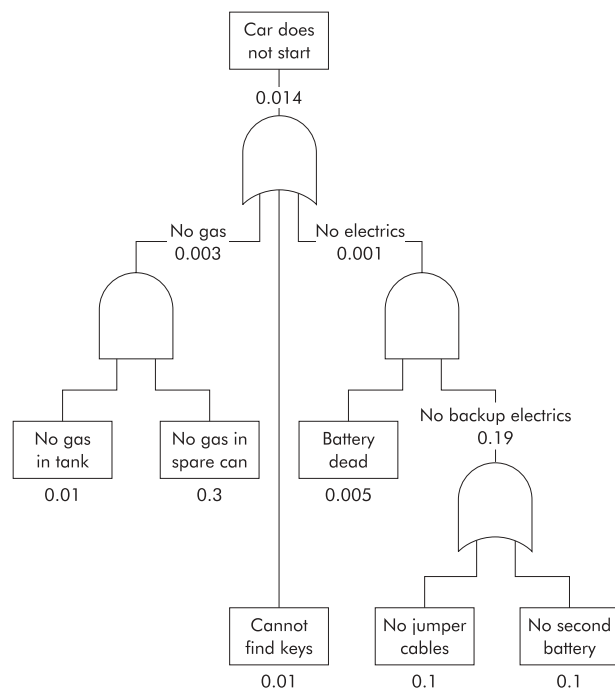 Car does
not start
0.014
No gas
0.003
No electrics
0.001
No gas
in tank
0.01
No gas in
spare can
0.3
Battery
dead
0.005
No backup electrics
0.19
Cannot
find keys
0.01
No jumper
cables
0.1
No second
battery
0.1